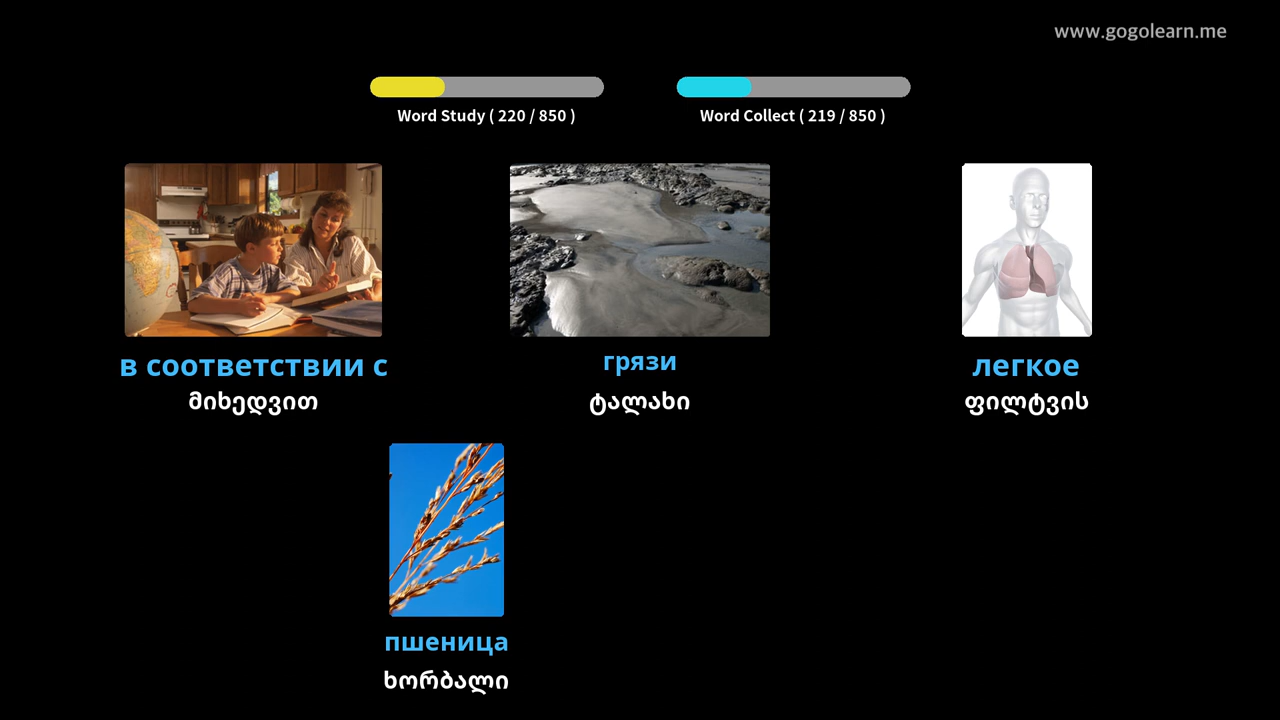 www.gogolearn.me
Word Study ( 220 / 850 )
Word Collect ( 219 / 850 )
в соответствии с
მიხედვით
грязи
ტალახი
легкое
ფილტვის
пшеница
ხორბალი